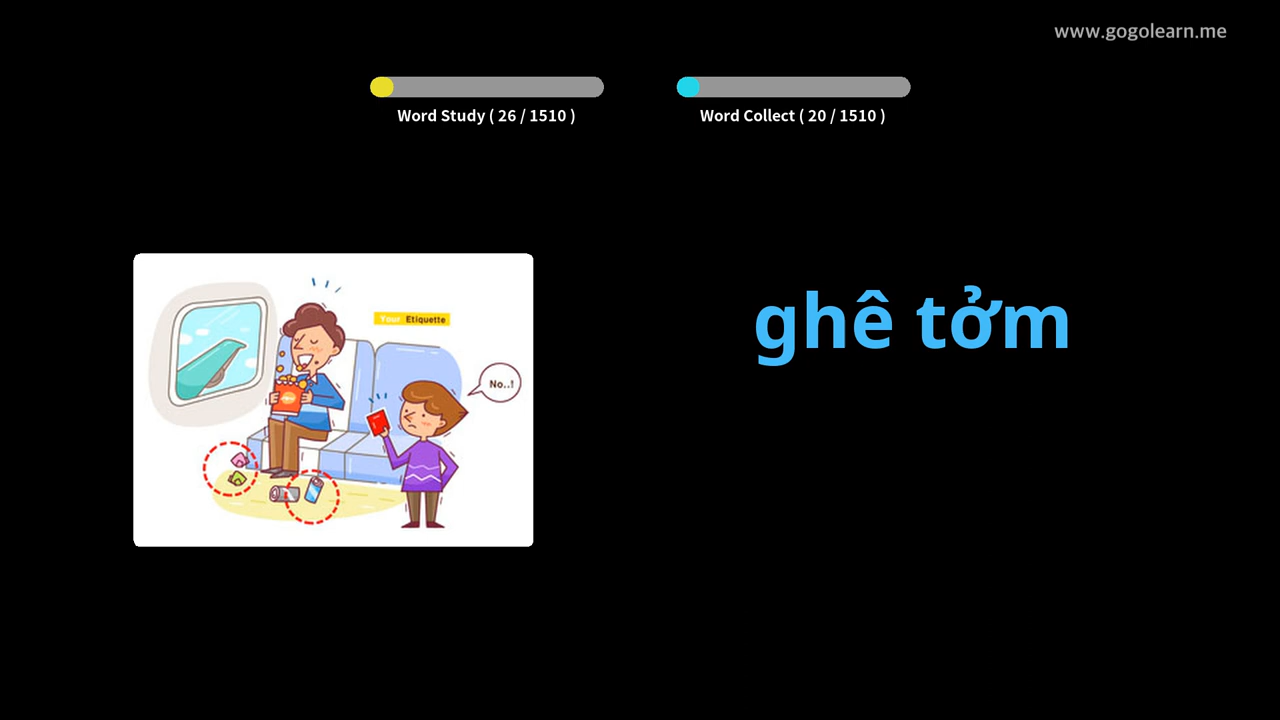 www.gogolearn.me
Word Study ( 26 / 1510 )
Word Collect ( 20 / 1510 )
Your Etiquette
No..!
ghê tởm